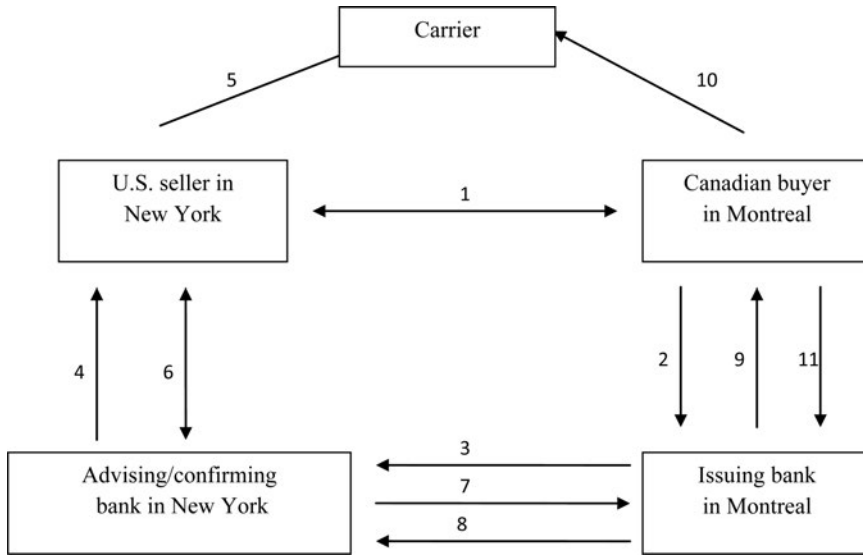 Carrier
5
10
U.S. seller in
New York
1
Canadian buyer
in Montreal
4
6
2
9
11
Advising/confirming
bank in New York
3
7
8
Issuing bank
in Montreal